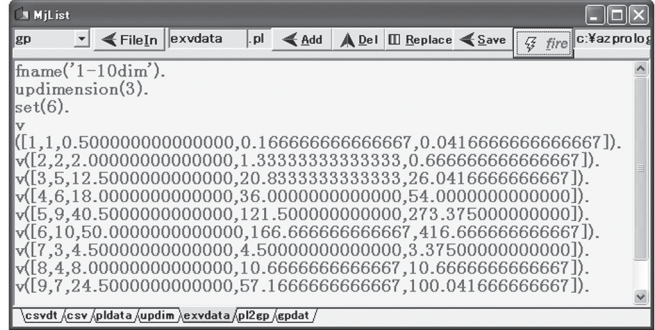 MjList
gp FileIn exvdata .pl Add Del Replace Save fire c:¥azprolog
fname('1-10dim').
updimension(3).
set(6).
v
([1,1,0.500000000000000,0.166666666666667,0.0416666666666667]).
v([2,2,2.00000000000000,1.33333333333333,0.666666666666667]).
v([3,5,12.5000000000000,20.8333333333333,26.0416666666667]).
v([4,6,18.0000000000000,36.0000000000000,54.0000000000000]).
v([5,9,40.5000000000000,121.500000000000,273.375000000000]).
v([6,10,50.0000000000000,166.666666666667,416.666666666667]).
v([7,3,4.50000000000000,4.50000000000000,3.37500000000000]).
v([8,4,8.00000000000000,10.6666666666667,10.6666666666667]).
v([9,7,24.5000000000000,57.1666666666667,100.041666666667]).
csvdt csv pldata updim exvdata pl2gp gpdat